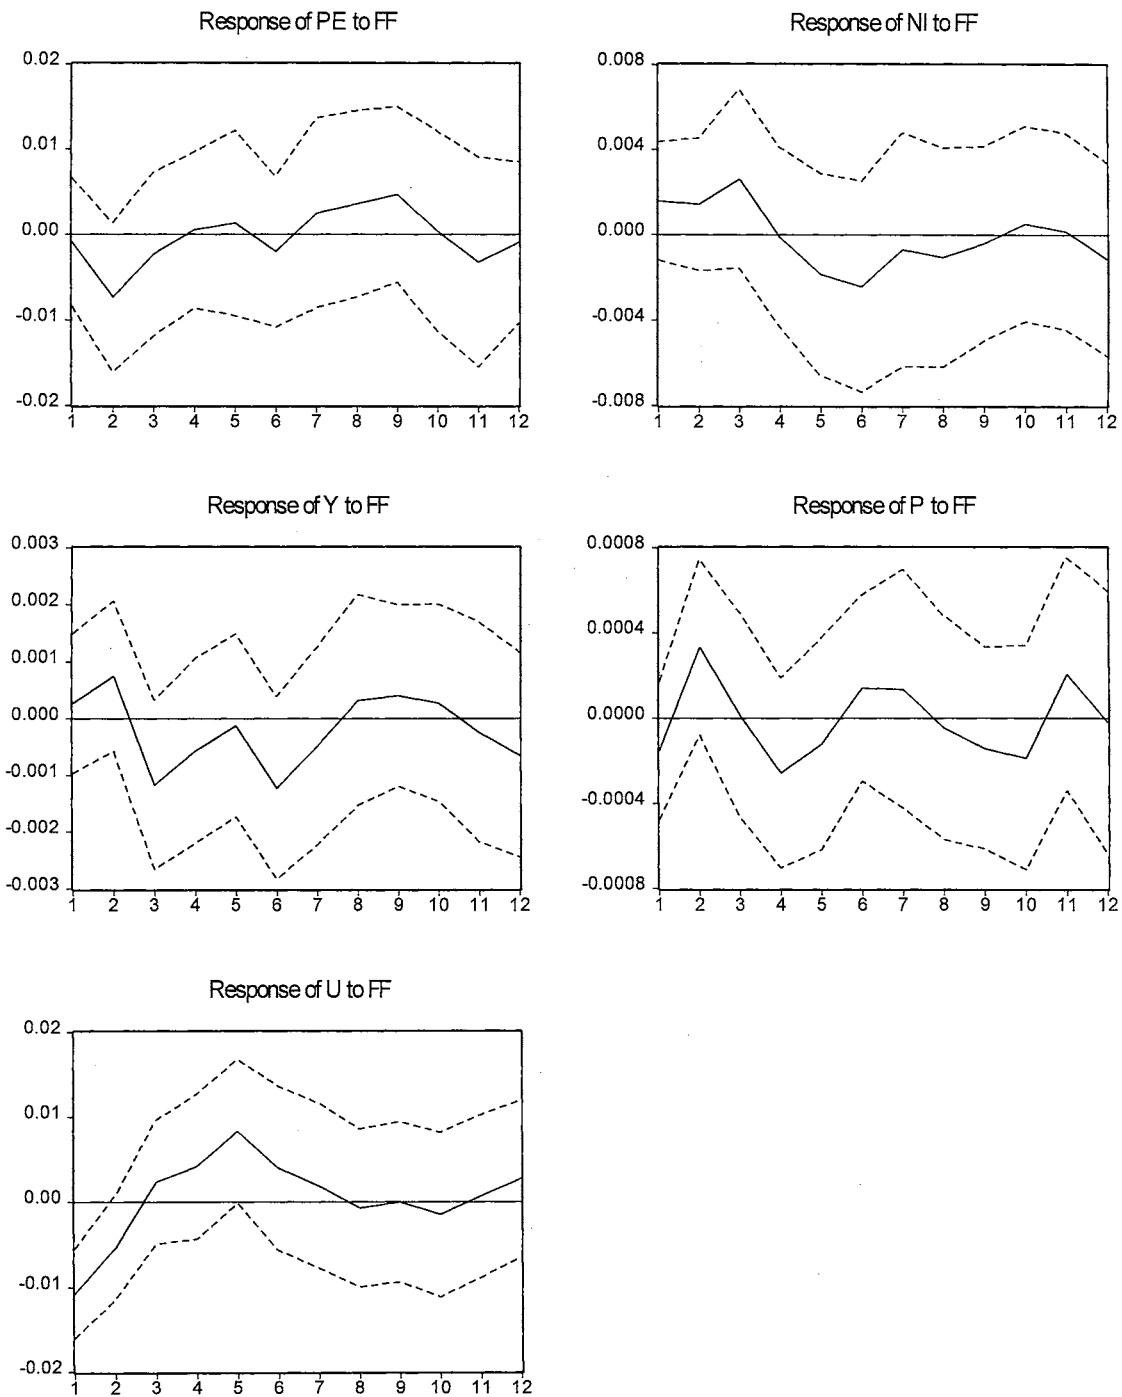 Response of PE to FF
0.02
0.01
0.00
-0.01
-0.02
1 2 3 4 5 6 7 8 9 10 11 12
Response of NI to FF
0.008
0.004
0.000
-0.004
-0.008
1 2 3 4 5 6 7 8 9 10 11 12
Response of Y to FF
0.003
0.002
0.001
0.000
-0.001
-0.002
-0.003
1 2 3 4 5 6 7 8 9 10 11 12
Response of P to FF
0.0008
0.0004
0.0000
-0.0004
-0.0008
1 2 3 4 5 6 7 8 9 10 11 12
Response of U to FF
0.02
0.01
0.00
-0.01
-0.02
1 2 3 4 5 6 7 8 9 10 11 12